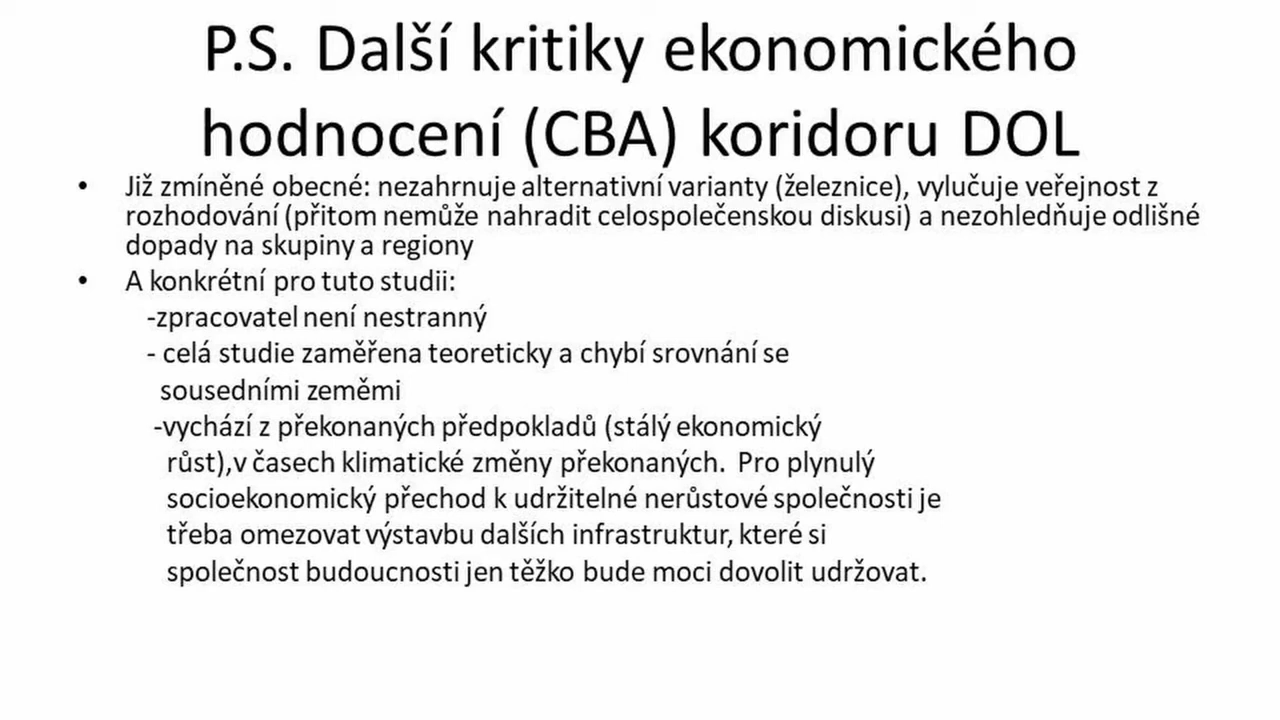 P.S. Další kritiky ekonomického
hodnocení (CBA) koridoru DOL
• Již zmíněné obecné: nezahrnuje alternativní varianty (železnice), vylučuje veřejnost z
rozhodování (přitom nemůže nahradit celospolečenskou diskusi) a nezohledňuje odlišné
dopady na skupiny a regiony
• A konkrétní pro tuto studii:
-zpracovatel není nestranný
- celá studie zaměřena teoreticky a chybí srovnání se
sousedními zeměmi
-vychází z překonaných předpokladů (stálý ekonomický
růst),v časech klimatické změny překonaných. Pro plynulý
socioekonomický přechod k udržitelné nerůstové společnosti je
třeba omezovat výstavbu dalších infrastruktur, které si
společnost budoucnosti jen těžko bude moci dovolit udržovat.